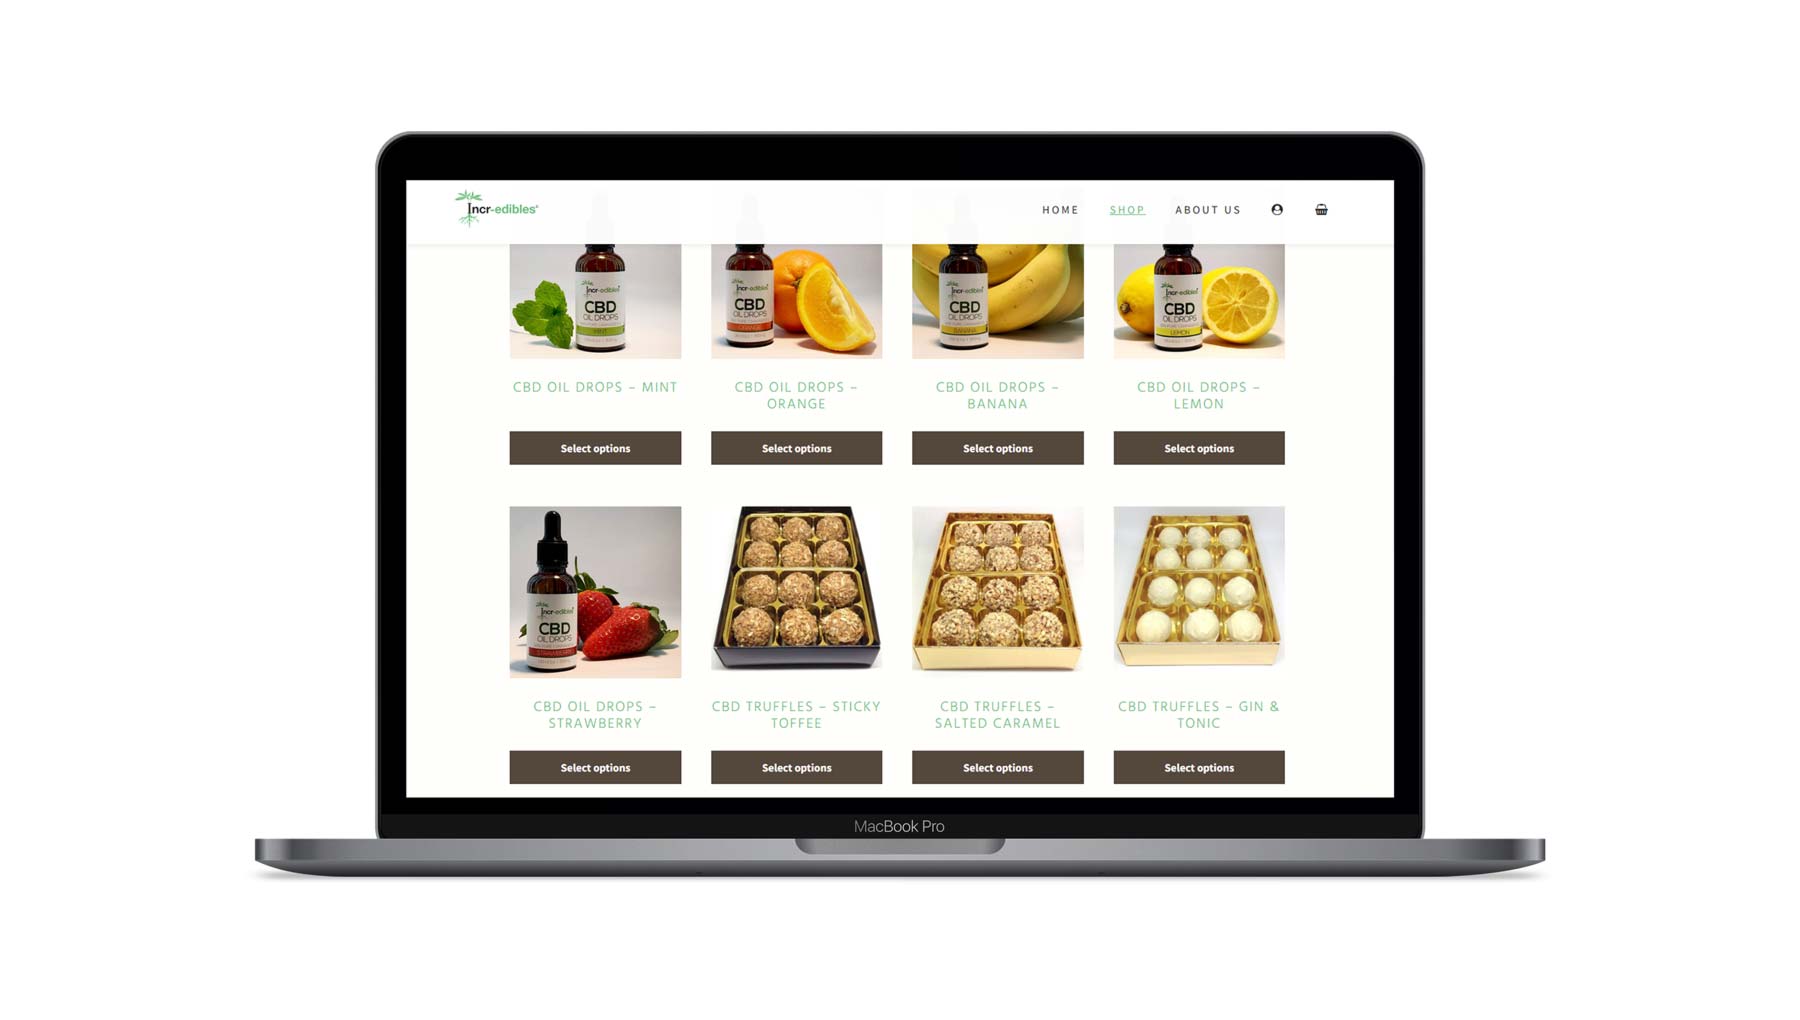 Incr-edibles
HOME SHOP ABOUT US
Incr-edibles
CBD
OIL DROPS
MINT
Incr-edibles
CBD
OIL DROPS
ORANGE
Incr-edibles
CBD
OIL DROPS
BANANA
Incr-edibles
CBD
OIL DROPS
LEMON
CBD OIL DROPS – MINT
CBD OIL DROPS –
ORANGE
CBD OIL DROPS –
BANANA
CBD OIL DROPS –
LEMON
Select options
Select options
Select options
Select options
Incr-edibles
CBD
OIL DROPS
STRAWBERRY
CBD OIL DROPS –
STRAWBERRY
CBD TRUFFLES – STICKY
TOFFEE
CBD TRUFFLES –
SALTED CARAMEL
CBD TRUFFLES – GIN &
TONIC
Select options
Select options
Select options
Select options
MacBook Pro